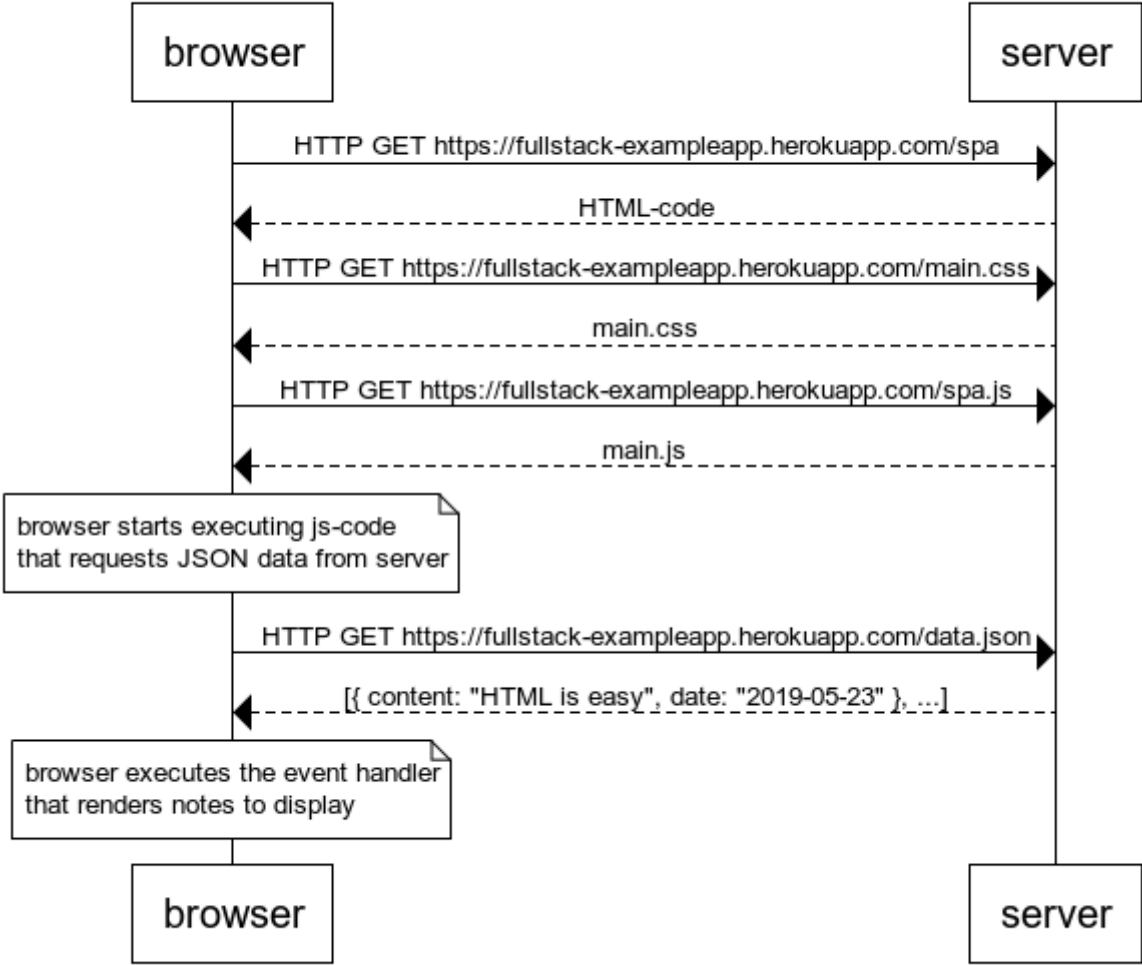 browser
server
HTTP GET https://fullstack-exampleapp.herokuapp.com/spa
HTML-code
HTTP GET https://fullstack-exampleapp.herokuapp.com/main.css
main.css
HTTP GET https://fullstack-exampleapp.herokuapp.com/spa.js
main.js
browser starts executing js-code
that requests JSON data from server
HTTP GET https://fullstack-exampleapp.herokuapp.com/data.json
[{ content: "HTML is easy", date: "2019-05-23" }, ...]
browser executes the event handler
that renders notes to display
browser
server